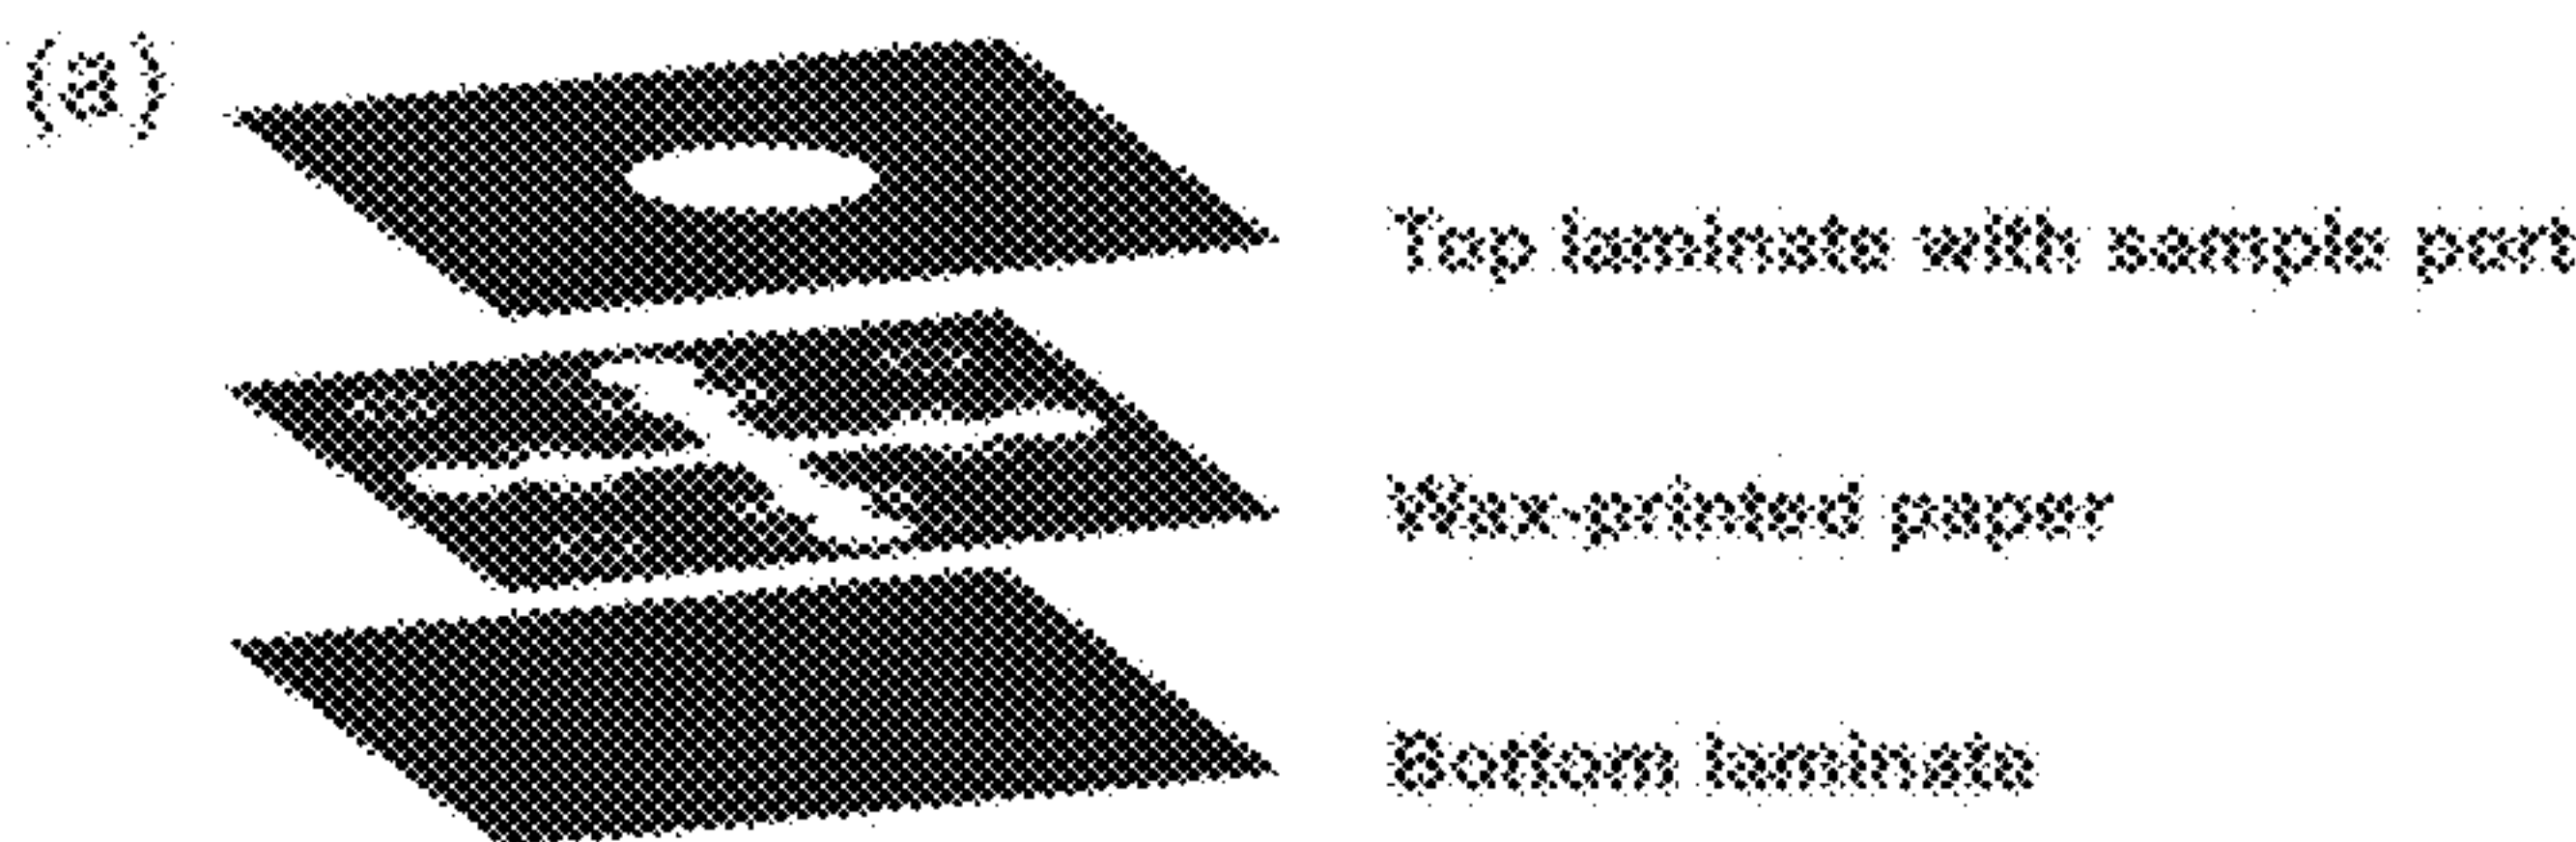 (a)
Top laminate with sample port
Wax-printed paper
Bottom laminate